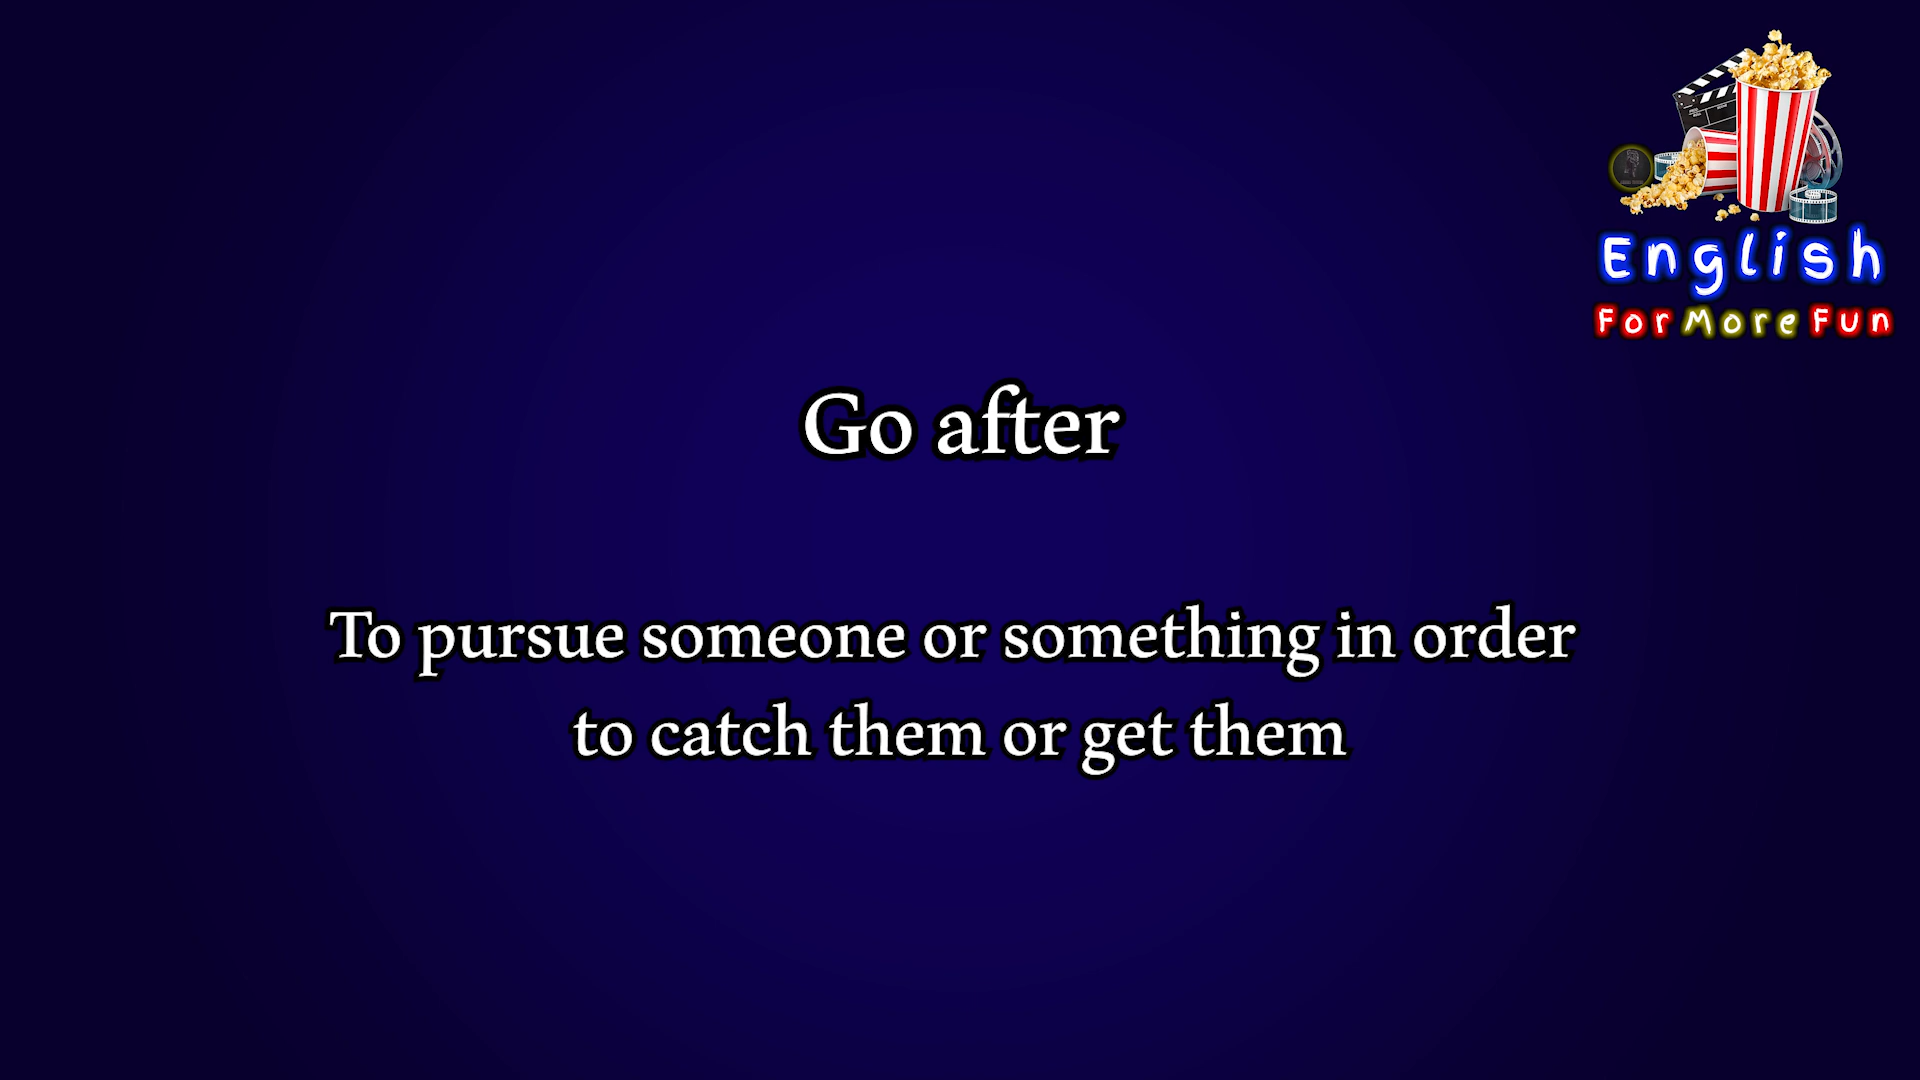 English
For More Fun
Go after
To pursue someone or something in order
to catch them or get them